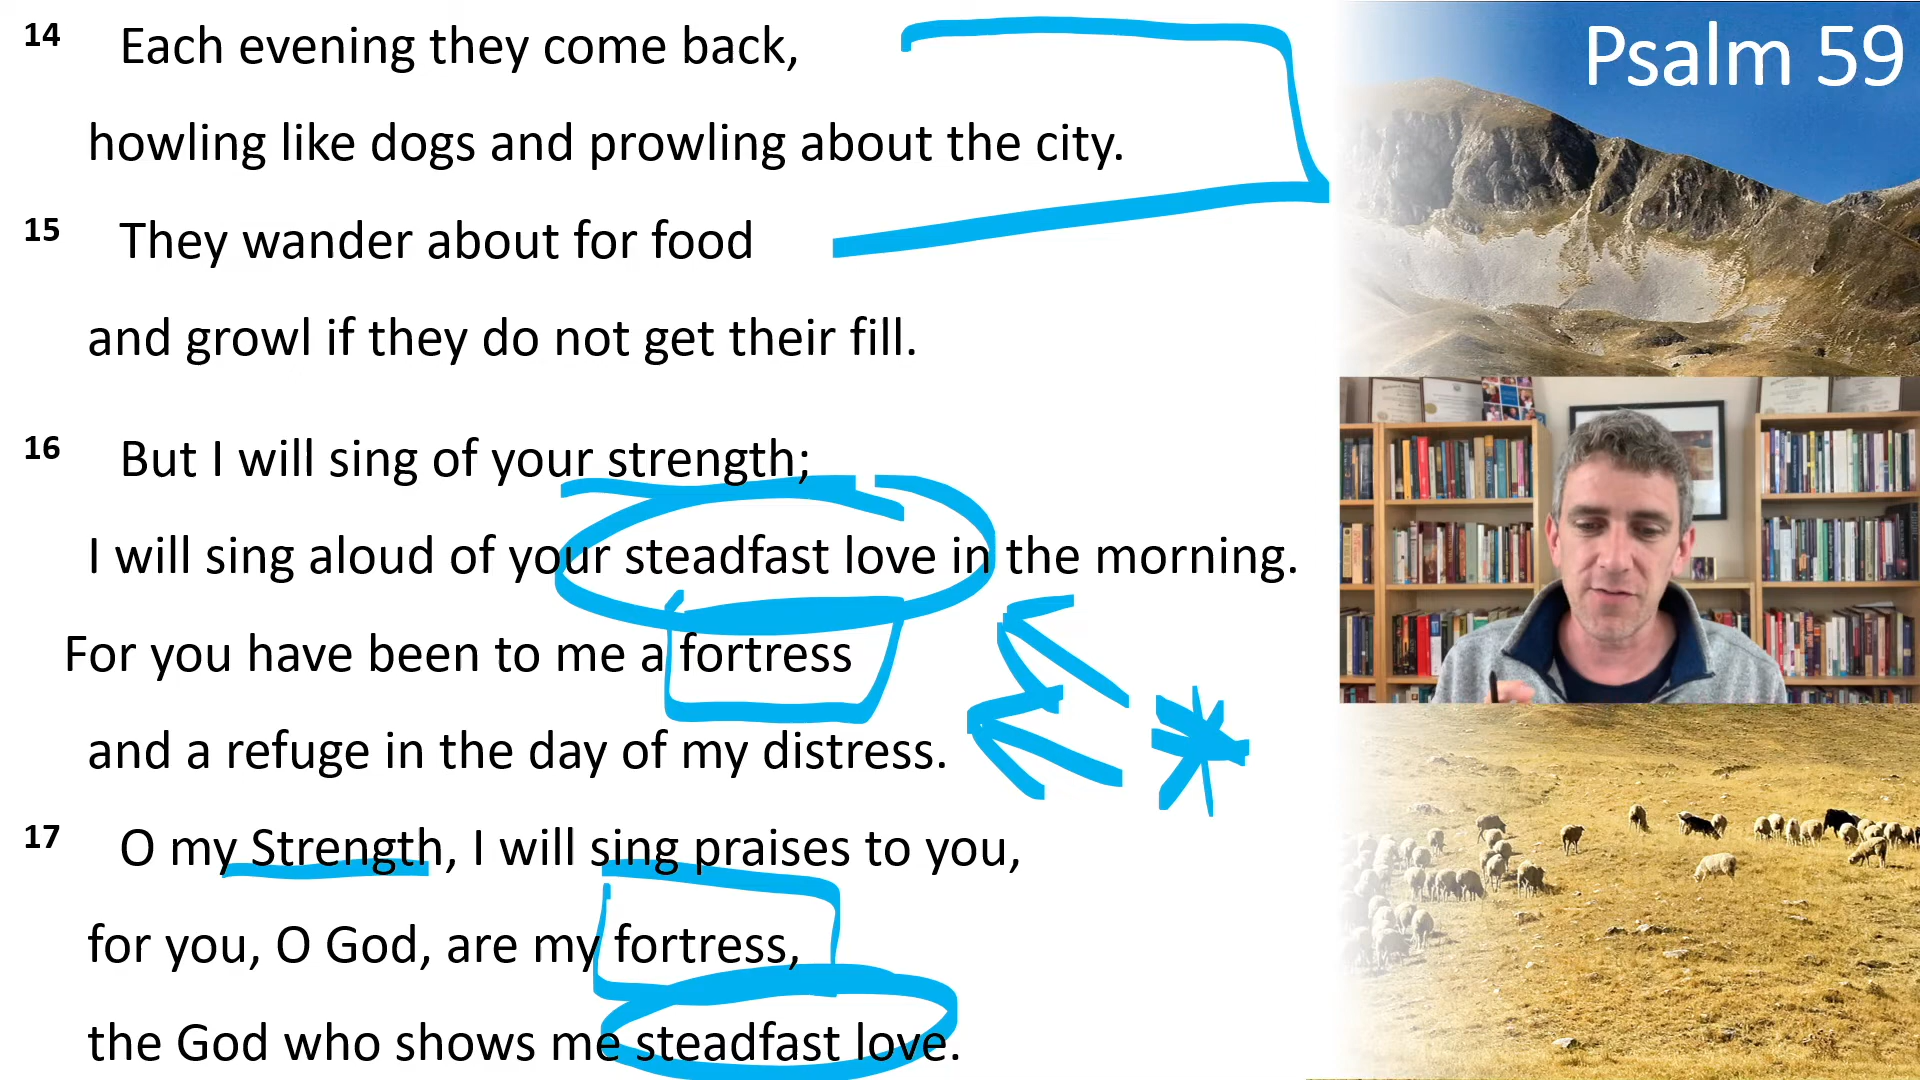 Psalm 59
14 Each evening they come back,
howling like dogs and prowling about the city.
15 They wander about for food
and growl if they do not get their fill.
16 But I will sing of your strength;
I will sing aloud of your steadfast love in the morning.
For you have been to me a fortress
and a refuge in the day of my distress.
17 O my Strength, I will sing praises to you,
for you, O God, are my fortress,
the God who shows me steadfast love.